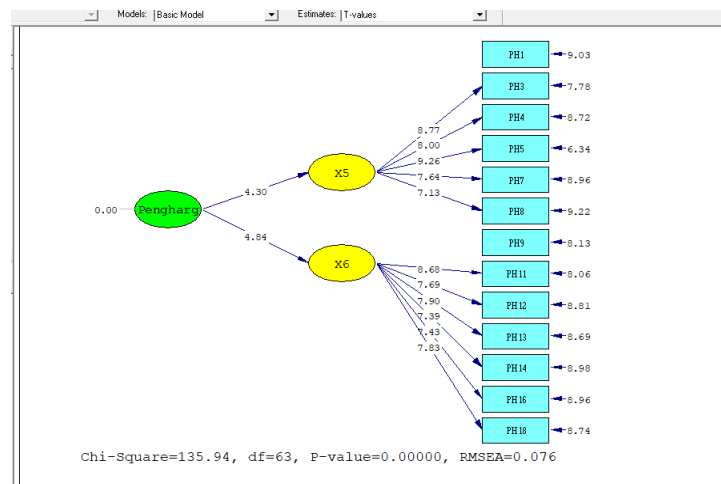 Models: Basic Model Estimates: T-values
PH1 9.03
PH3 7.78
PH4 8.72
PH5 6.34
PH7 8.96
PH8 9.22
PH9 8.13
PH11 8.06
PH12 8.81
PH13 8.69
PH14 8.98
PH16 8.96
PH18 8.74
8.77
8.00
9.26
7.64
7.13
X5
4.30
0.00 Pengharg
4.84
X6
8.68
7.69
7.90
7.39
7.43
7.83
Chi-Square=135.94, df=63, P-value=0.00000, RMSEA=0.076